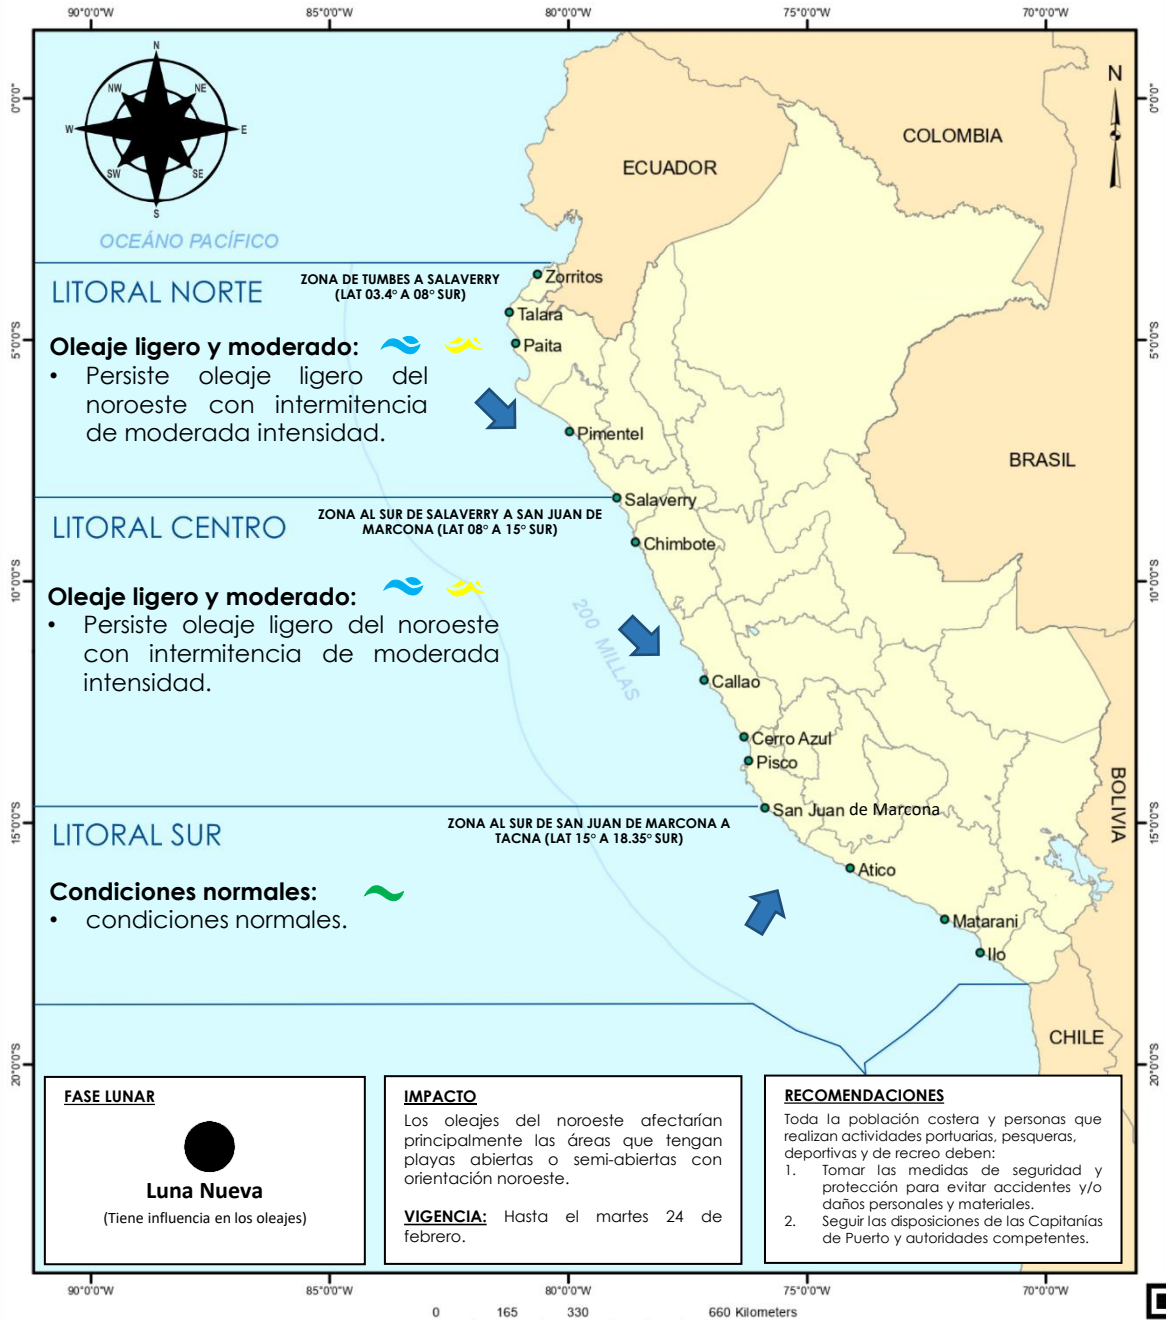 90°0'0"W 85°0'0"W 80°0'0"W 75°0'0"W 70°0'0"W
N
NW NE
W E
SW SE
S
N
0°0'0" 0°0'0"
COLOMBIA
ECUADOR
OCEÁNO PACÍFICO
LITORAL NORTE
ZONA DE TUMBES A SALAVERRY
(LAT 03.4° A 08° SUR)
Zorritos
Talara
Paita
5°0'0"S 5°0'0"S
Oleaje ligero y moderado:
• Persiste oleaje ligero del
noroeste con intermitencia
de moderada intensidad.
Pimentel
BRASIL
Salaverry
LITORAL CENTRO
ZONA AL SUR DE SALAVERRY A SAN JUAN DE
MARCONA (LAT 08° A 15° SUR)
Chimbote
10°0'0"S 10°0'0"S
Oleaje ligero y moderado:
• Persiste oleaje ligero del noroeste
con intermitencia de moderada
intensidad.
200 MILLAS
Callao
Cerro Azul
Pisco
BOLIVIA
San Juan de Marcona
15°0'0"S 15°0'0"S
LITORAL SUR
ZONA AL SUR DE SAN JUAN DE MARCONA A
TACNA (LAT 15° A 18.35° SUR)
Atico
Condiciones normales:
• condiciones normales.
Matarani
Ilo
CHILE
20°0'0"S 20°0'0"S
FASE LUNAR
Luna Nueva
(Tiene influencia en los oleajes)
IMPACTO
Los oleajes del noroeste afectarían
principalmente las áreas que tengan
playas abiertas o semi-abiertas con
orientación noroeste.
VIGENCIA: Hasta el martes 24 de
febrero.
RECOMENDACIONES
Toda la población costera y personas que
realizan actividades portuarias, pesqueras,
deportivas y de recreo deben:
1. Tomar las medidas de seguridad y
protección para evitar accidentes y/o
daños personales y materiales.
2. Seguir las disposiciones de las Capitanías
de Puerto y autoridades competentes.
90°0'0"W 85°0'0"W 80°0'0"W 75°0'0"W 70°0'0"W
0 165 330 660 Kilometers